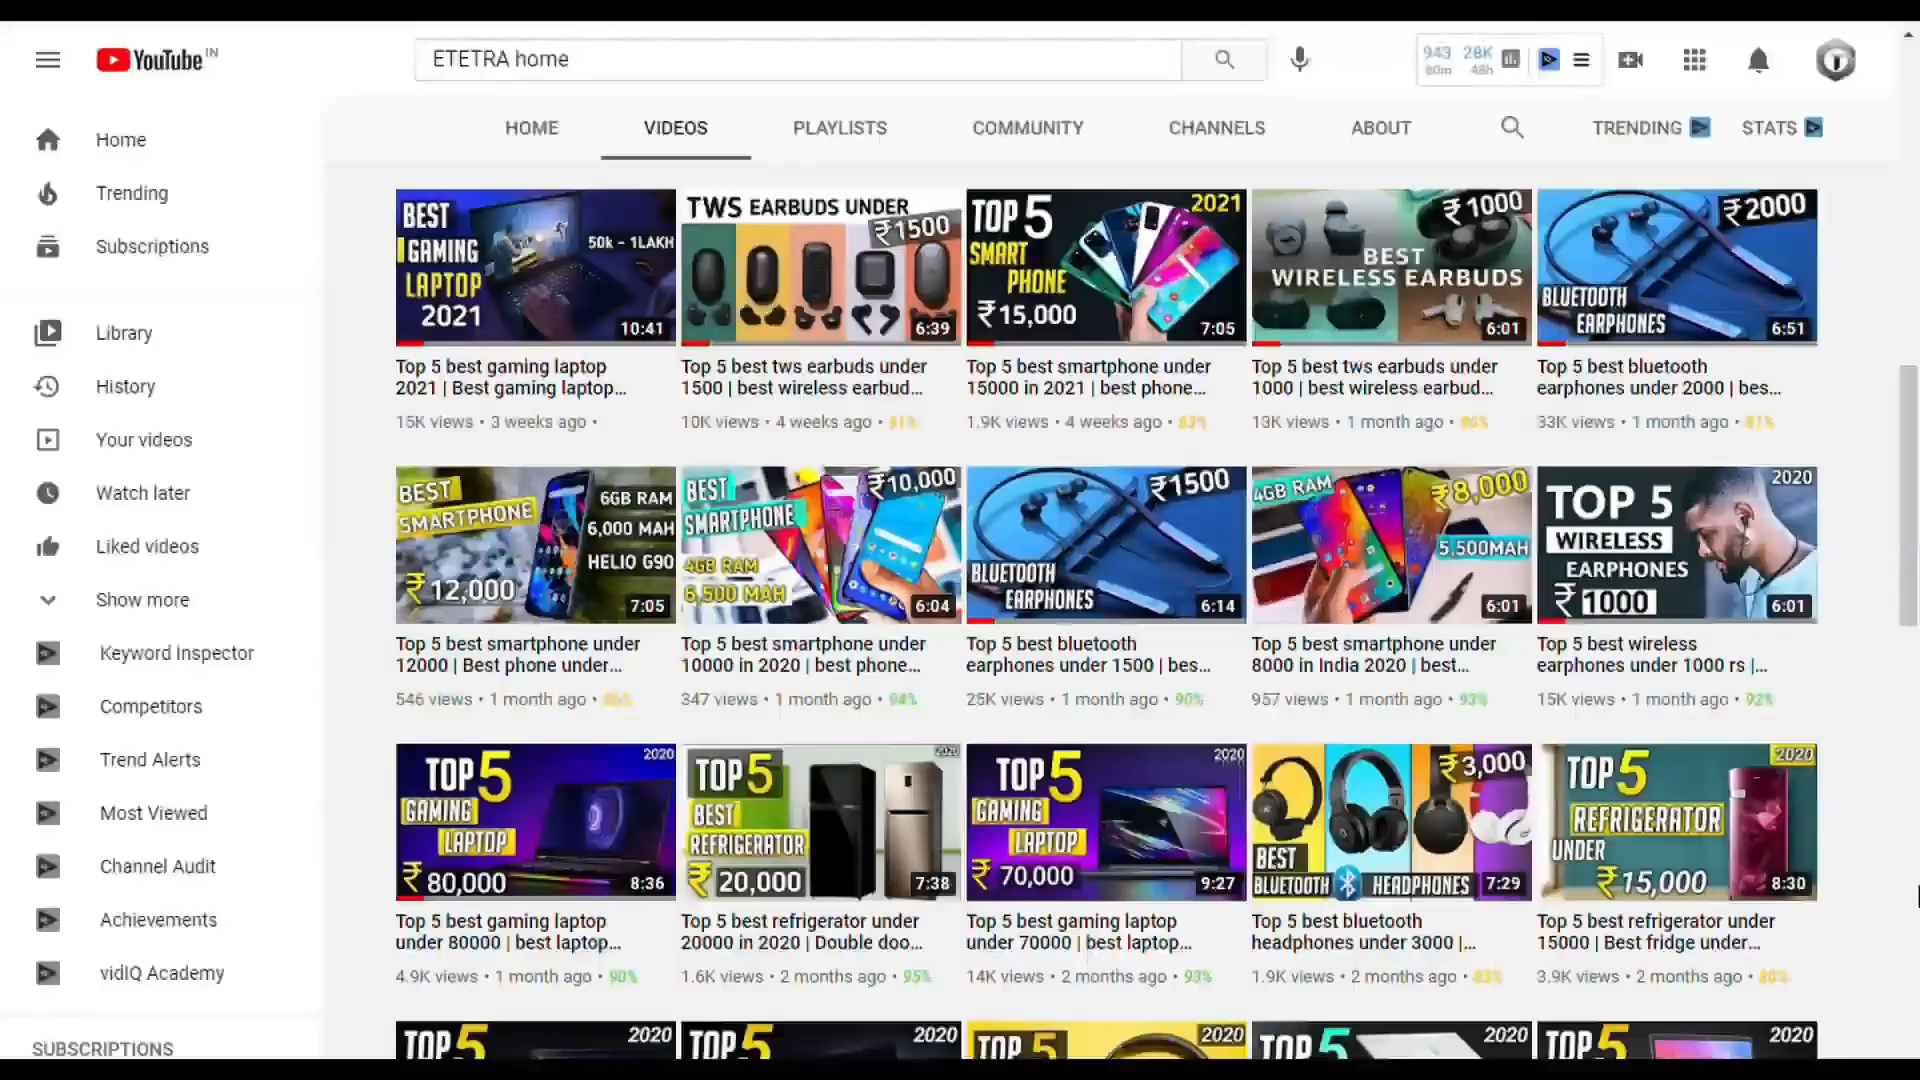 YouTube IN
ETETRA home
943 28K
60m 48h
HOME VIDEOS PLAYLISTS COMMUNITY CHANNELS ABOUT TRENDING STATS
Home
Trending
Subscriptions
Library
History
Your videos
Watch later
Liked videos
Show more
Keyword Inspector
Competitors
Trend Alerts
Most Viewed
Channel Audit
Achievements
vidIQ Academy
SUBSCRIPTIONS
BEST
GAMING
LAPTOP
2021
50k - 1LAKH
10:41
Top 5 best gaming laptop
2021 | Best gaming laptop...
15K views • 3 weeks ago •
TWS EARBUDS UNDER
₹1500
6:39
Top 5 best tws earbuds under
1500 | best wireless earbud...
10K views • 4 weeks ago • 81%
TOP 5
2021
SMART
PHONE
₹15,000
7:05
Top 5 best smartphone under
15000 in 2021 | best phone...
1.9K views • 4 weeks ago • 83%
₹1000
BEST
WIRELESS EARBUDS
6:01
Top 5 best tws earbuds under
1000 | best wireless earbud...
13K views • 1 month ago • 86%
₹2000
BLUETOOTH
EARPHONES
6:51
Top 5 best bluetooth
earphones under 2000 | bes...
33K views • 1 month ago • 81%
BEST
SMARTPHONE
6GB RAM
6,000 MAH
HELIO G90
₹12,000
7:05
Top 5 best smartphone under
12000 | Best phone under...
546 views • 1 month ago •
BEST
₹10,000
SMARTPHONE
4GB RAM
6,500 MAH
6:04
Top 5 best smartphone under
10000 in 2020 | best phone...
347 views • 1 month ago • 94%
₹1500
BLUETOOTH
EARPHONES
6:14
Top 5 best bluetooth
earphones under 1500 | bes...
25K views • 1 month ago • 90%
4GB RAM
₹8,000
5,500MAH
6:01
Top 5 best smartphone under
8000 in India 2020 | best...
957 views • 1 month ago • 93%
2020
TOP 5
WIRELESS
EARPHONES
₹1000
6:01
Top 5 best wireless
earphones under 1000 rs |...
15K views • 1 month ago • 92%
2020
TOP 5
GAMING
LAPTOP
₹80,000
8:36
Top 5 best gaming laptop
under 80000 | best laptop...
4.9K views • 1 month ago • 90%
2020
TOP 5
BEST
REFRIGERATOR
₹20,000
7:38
Top 5 best refrigerator under
20000 in 2020 | Double doo...
1.6K views • 2 months ago • 95%
2020
TOP 5
GAMING
LAPTOP
₹70,000
9:27
Top 5 best gaming laptop
under 70000 | best laptop...
14K views • 2 months ago • 93%
₹3,000
BEST
BLUETOOTH HEADPHONES
7:29
Top 5 best bluetooth
headphones under 3000 |...
1.9K views • 2 months ago • 83%
2020
TOP 5
REFRIGERATOR
UNDER
₹15,000
8:30
Top 5 best refrigerator under
15000 | Best fridge under...
3.9K views • 2 months ago • 80%
TOP 5 2020
TOP 5 2020
TOP 5 2020
TOP 5 2020
TOP 5 2020